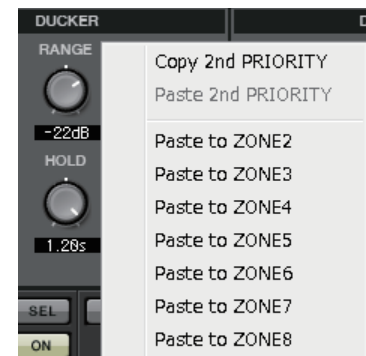 DUCKER
D
RANGE
-22dB
HOLD
1.20s
SEL
ON
Copy 2nd PRIORITY
Paste 2nd PRIORITY
Paste to ZONE2
Paste to ZONE3
Paste to ZONE4
Paste to ZONE5
Paste to ZONE6
Paste to ZONE7
Paste to ZONE8